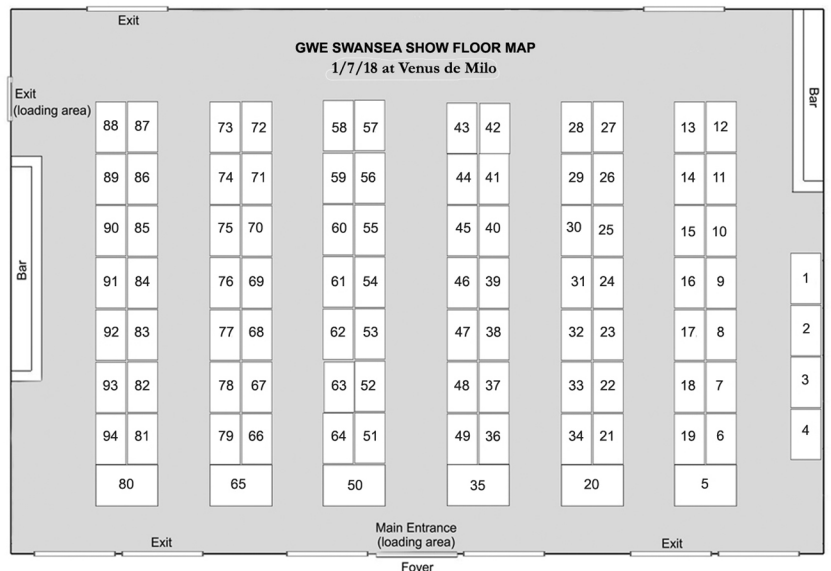 Exit
GWE SWANSEA SHOW FLOOR MAP
1/7/18 at Venus de Milo
Exit
(loading area)
Bar
88 87 73 72 58 57 43 42 28 27 13 12
89 86 74 71 59 56 44 41 29 26 14 11
90 85 75 70 60 55 45 40 30 25 15 10
Bar
91 84 76 69 61 54 46 39 31 24 16 9 1
92 83 77 68 62 53 47 38 32 23 17 8 2
93 82 78 67 63 52 48 37 33 22 18 7 3
94 81 79 66 64 51 49 36 34 21 19 6 4
80 65 50 35 20 5
Main Entrance
Exit (loading area) Exit
Foyer